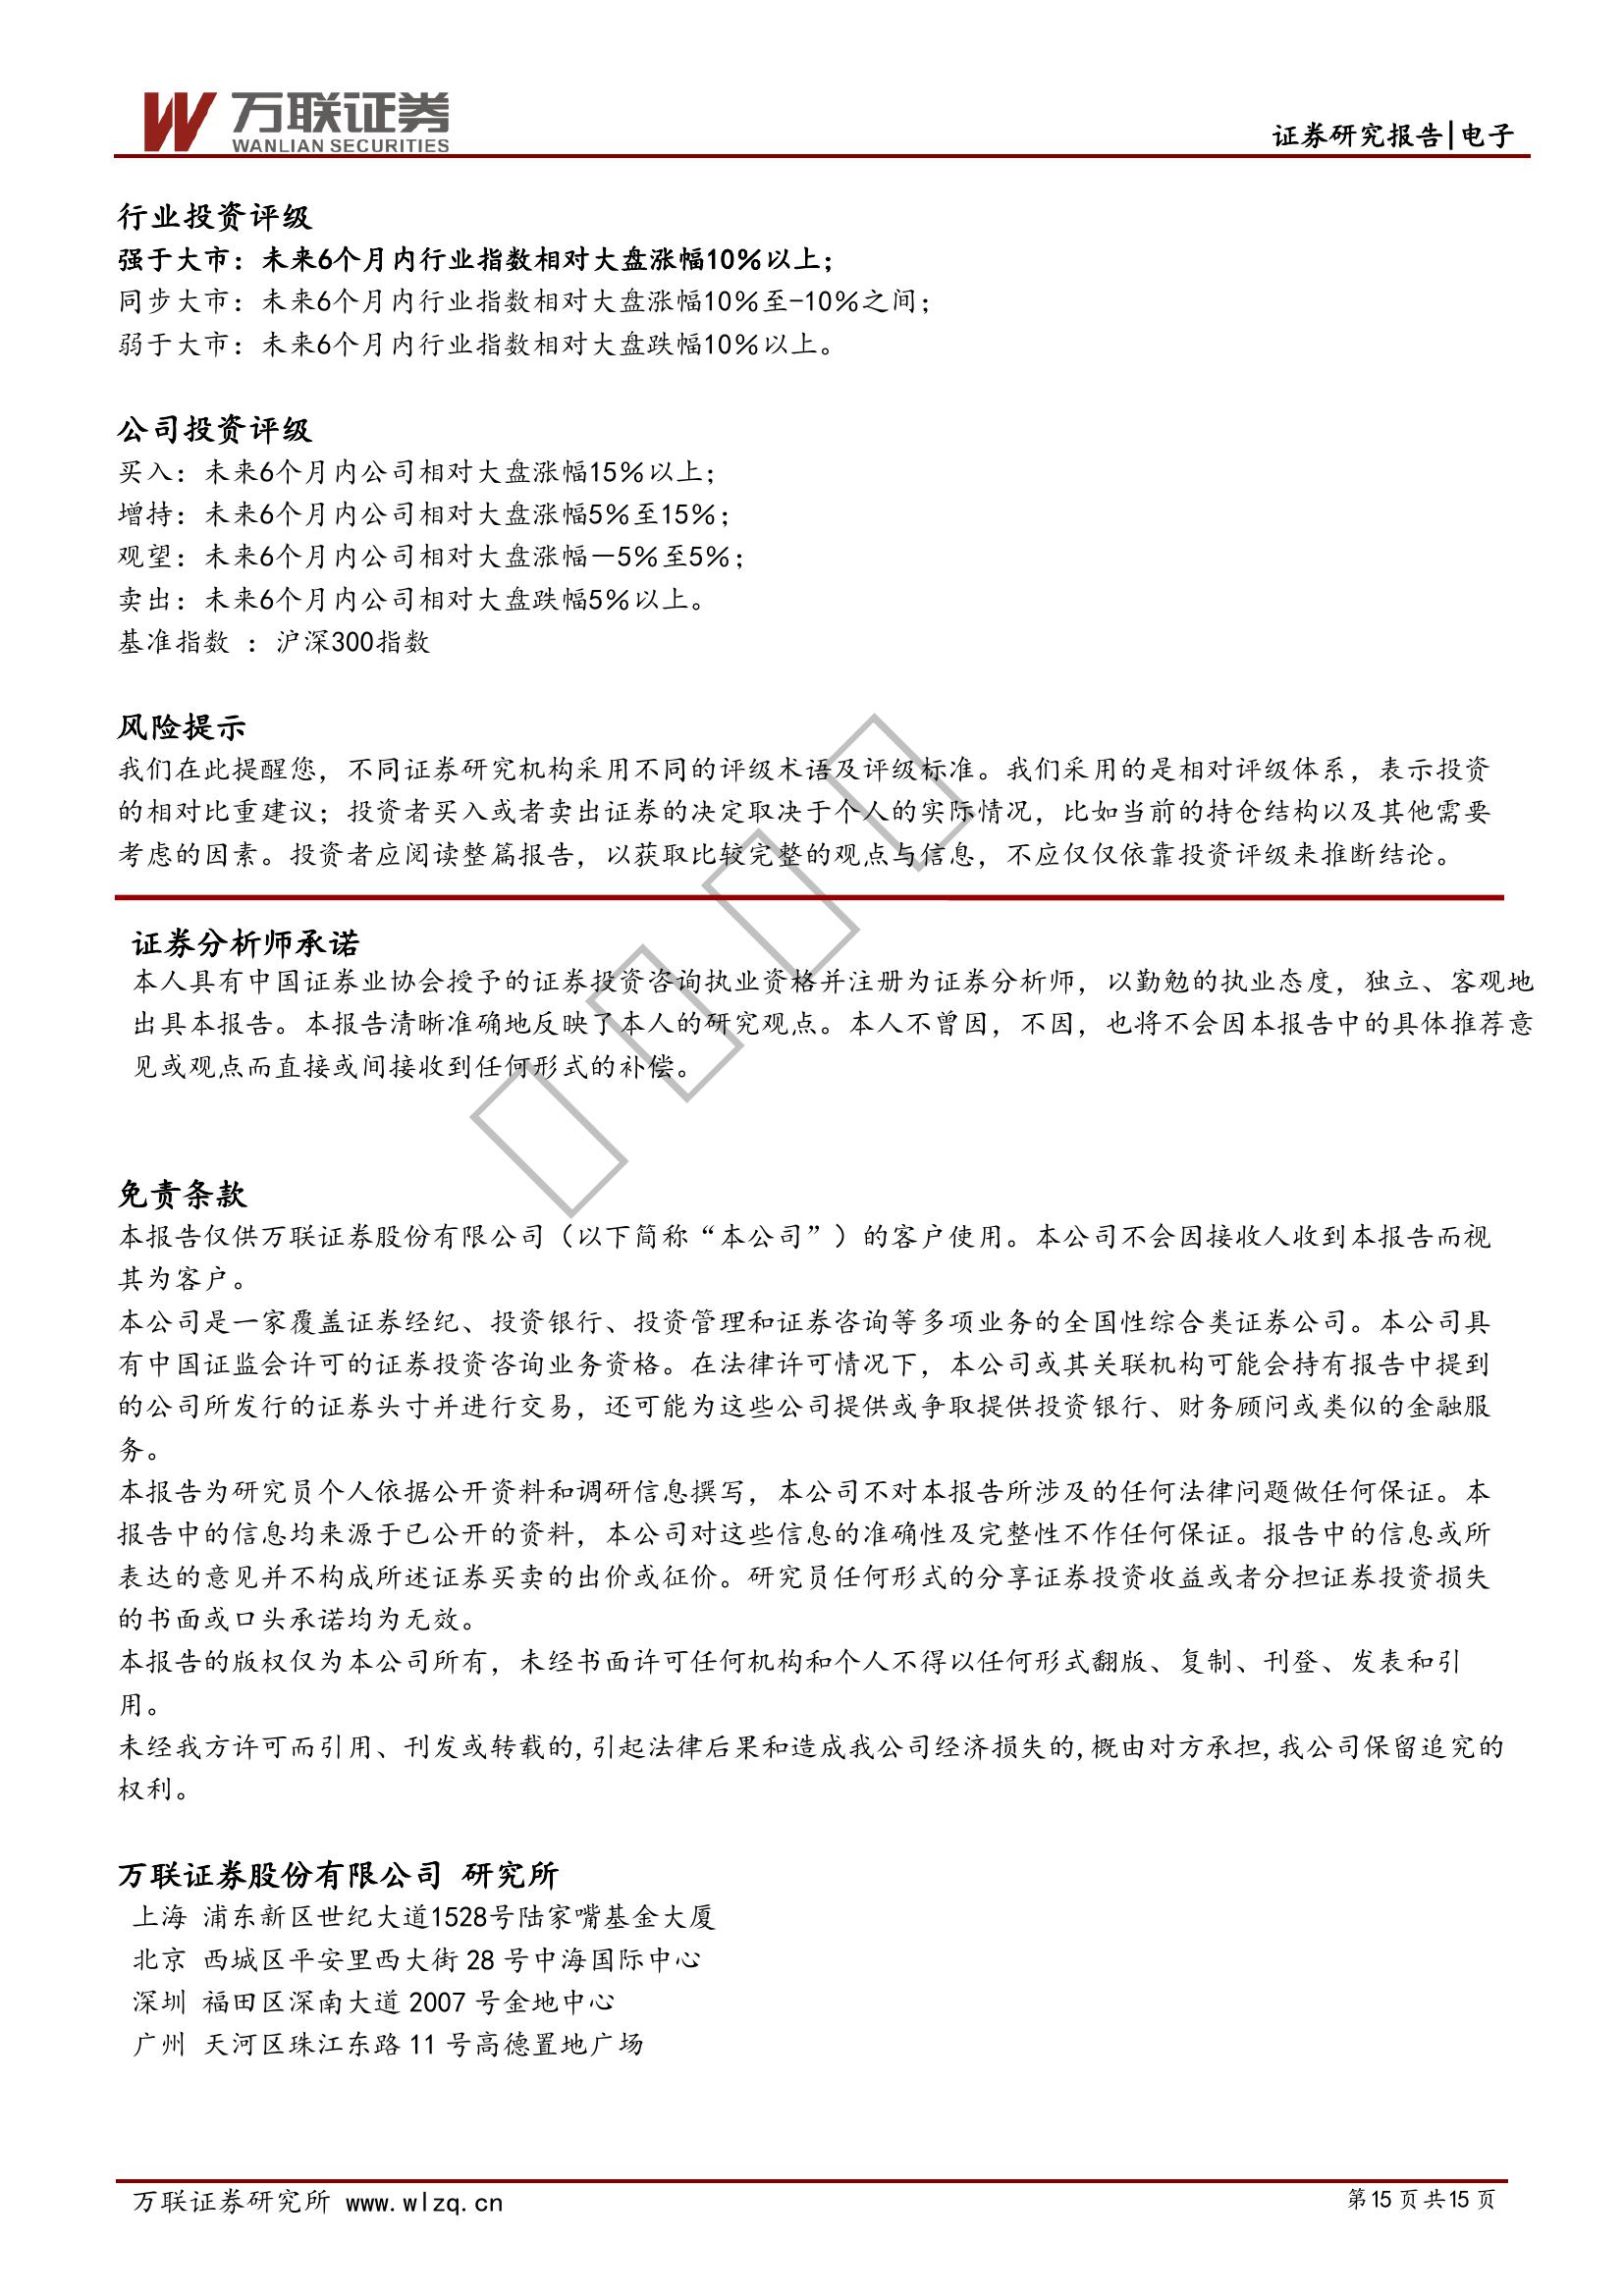 万联证券
WANLIAN SECURITIES
证券研究报告|电子
行业投资评级
强于大市：未来6个月内行业指数相对大盘涨幅10％以上；
同步大市：未来6个月内行业指数相对大盘涨幅10％至-10％之间；
弱于大市：未来6个月内行业指数相对大盘跌幅10％以上。
公司投资评级
买入：未来6个月内公司相对大盘涨幅15％以上；
增持：未来6个月内公司相对大盘涨幅5％至15％；
观望：未来6个月内公司相对大盘涨幅－5％至5％；
卖出：未来6个月内公司相对大盘跌幅5％以上。
基准指数 ：沪深300指数
风险提示
我们在此提醒您，不同证券研究机构采用不同的评级术语及评级标准。我们采用的是相对评级体系，表示投资
的相对比重建议；投资者买入或者卖出证券的决定取决于个人的实际情况，比如当前的持仓结构以及其他需要
考虑的因素。投资者应阅读整篇报告，以获取比较完整的观点与信息，不应仅仅依靠投资评级来推断结论。
证券分析师承诺
本人具有中国证券业协会授予的证券投资咨询执业资格并注册为证券分析师，以勤勉的执业态度，独立、客观地
出具本报告。本报告清晰准确地反映了本人的研究观点。本人不曾因，不因，也将不会因本报告中的具体推荐意
见或观点而直接或间接收到任何形式的补偿。
免责条款
本报告仅供万联证券股份有限公司（以下简称“本公司”）的客户使用。本公司不会因接收人收到本报告而视
其为客户。
本公司是一家覆盖证券经纪、投资银行、投资管理和证券咨询等多项业务的全国性综合类证券公司。本公司具
有中国证监会许可的证券投资咨询业务资格。在法律许可情况下，本公司或其关联机构可能会持有报告中提到
的公司所发行的证券头寸并进行交易，还可能为这些公司提供或争取提供投资银行、财务顾问或类似的金融服
务。
本报告为研究员个人依据公开资料和调研信息撰写，本公司不对本报告所涉及的任何法律问题做任何保证。本
报告中的信息均来源于已公开的资料，本公司对这些信息的准确性及完整性不作任何保证。报告中的信息或所
表达的意见并不构成所述证券买卖的出价或征价。研究员任何形式的分享证券投资收益或者分担证券投资损失
的书面或口头承诺均为无效。
本报告的版权仅为本公司所有，未经书面许可任何机构和个人不得以任何形式翻版、复制、刊登、发表和引
用。
未经我方许可而引用、刊发或转载的,引起法律后果和造成我公司经济损失的,概由对方承担,我公司保留追究的
权利。
万联证券股份有限公司 研究所
上海 浦东新区世纪大道1528号陆家嘴基金大厦
北京 西城区平安里西大街 28 号中海国际中心
深圳 福田区深南大道 2007 号金地中心
广州 天河区珠江东路 11 号高德置地广场
万联证券研究所 www.wlzq.cn
第 15 页 共 15 页